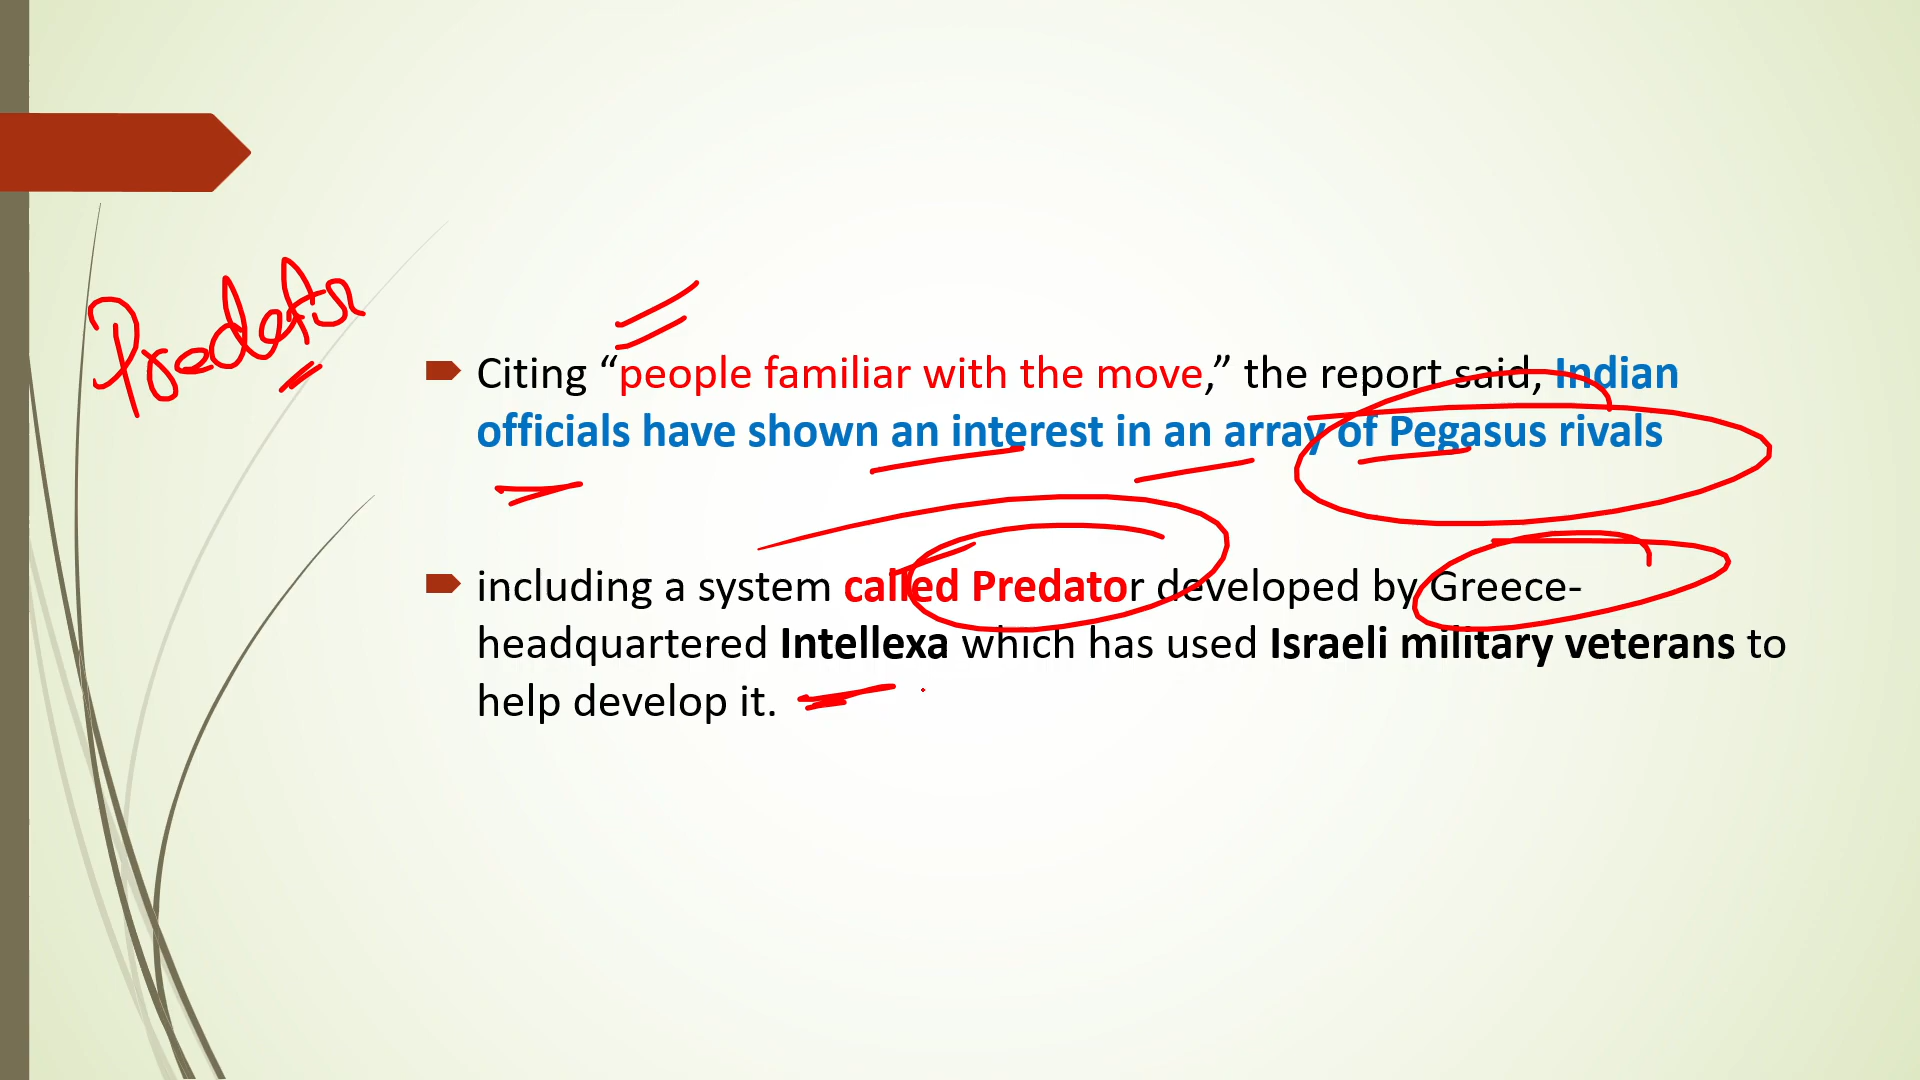 Predator
Citing “people familiar with the move,” the report said, Indian
officials have shown an interest in an array of Pegasus rivals
including a system called Predator developed by Greece-
headquartered Intellexa which has used Israeli military veterans to
help develop it.